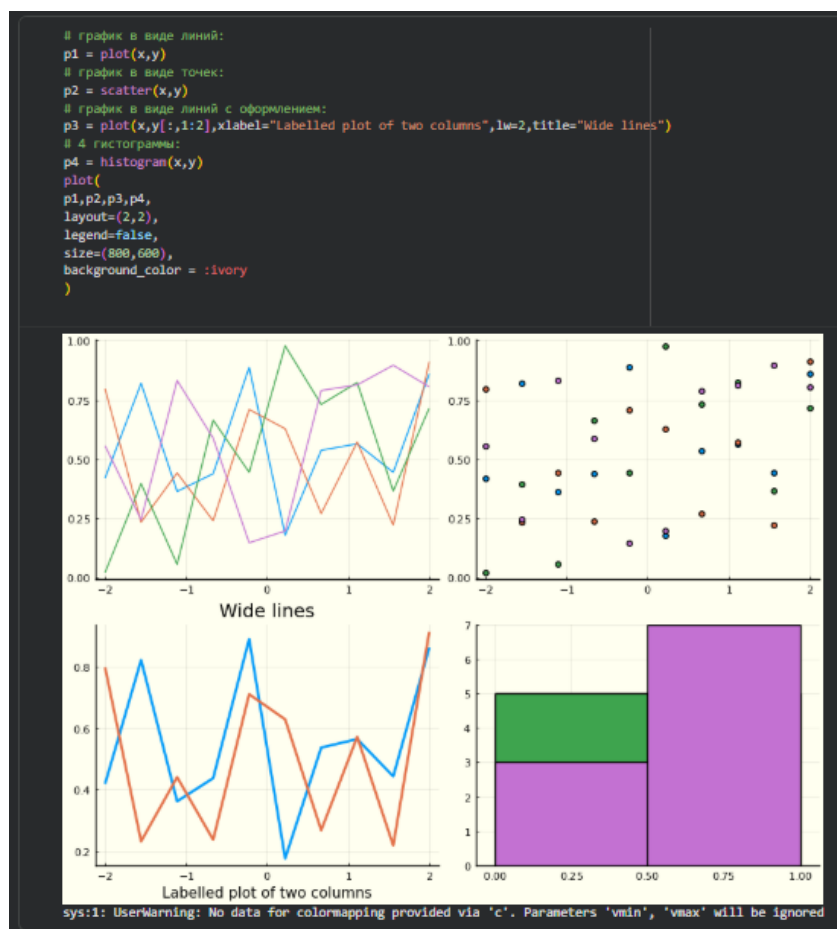 # график в виде линий:
p1 = plot(x,y)
# график в виде точек:
p2 = scatter(x,y)
# график в виде линий с оформлением:
p3 = plot(x,y[:,1:2],xlabel="Labelled plot of two columns",lw=2,title="Wide lines")
# 4 гистограммы:
p4 = histogram(x,y)
plot(
p1,p2,p3,p4,
layout=(2,2),
legend=false,
size=(800,600),
background_color = :ivory
)
1.00
0.75
0.50
0.25
0.00
-2 -1 0 1 2
1.00
0.75
0.50
0.25
0.00
-2 -1 0 1 2
Wide lines
0.8
0.6
0.4
0.2
-2 -1 0 1 2
Labelled plot of two columns
7
6
5
4
3
2
1
0
0.00 0.25 0.50 0.75 1.00
sys:1: UserWarning: No data for colormapping provided via 'c'. Parameters 'vmin', 'vmax' will be ignored